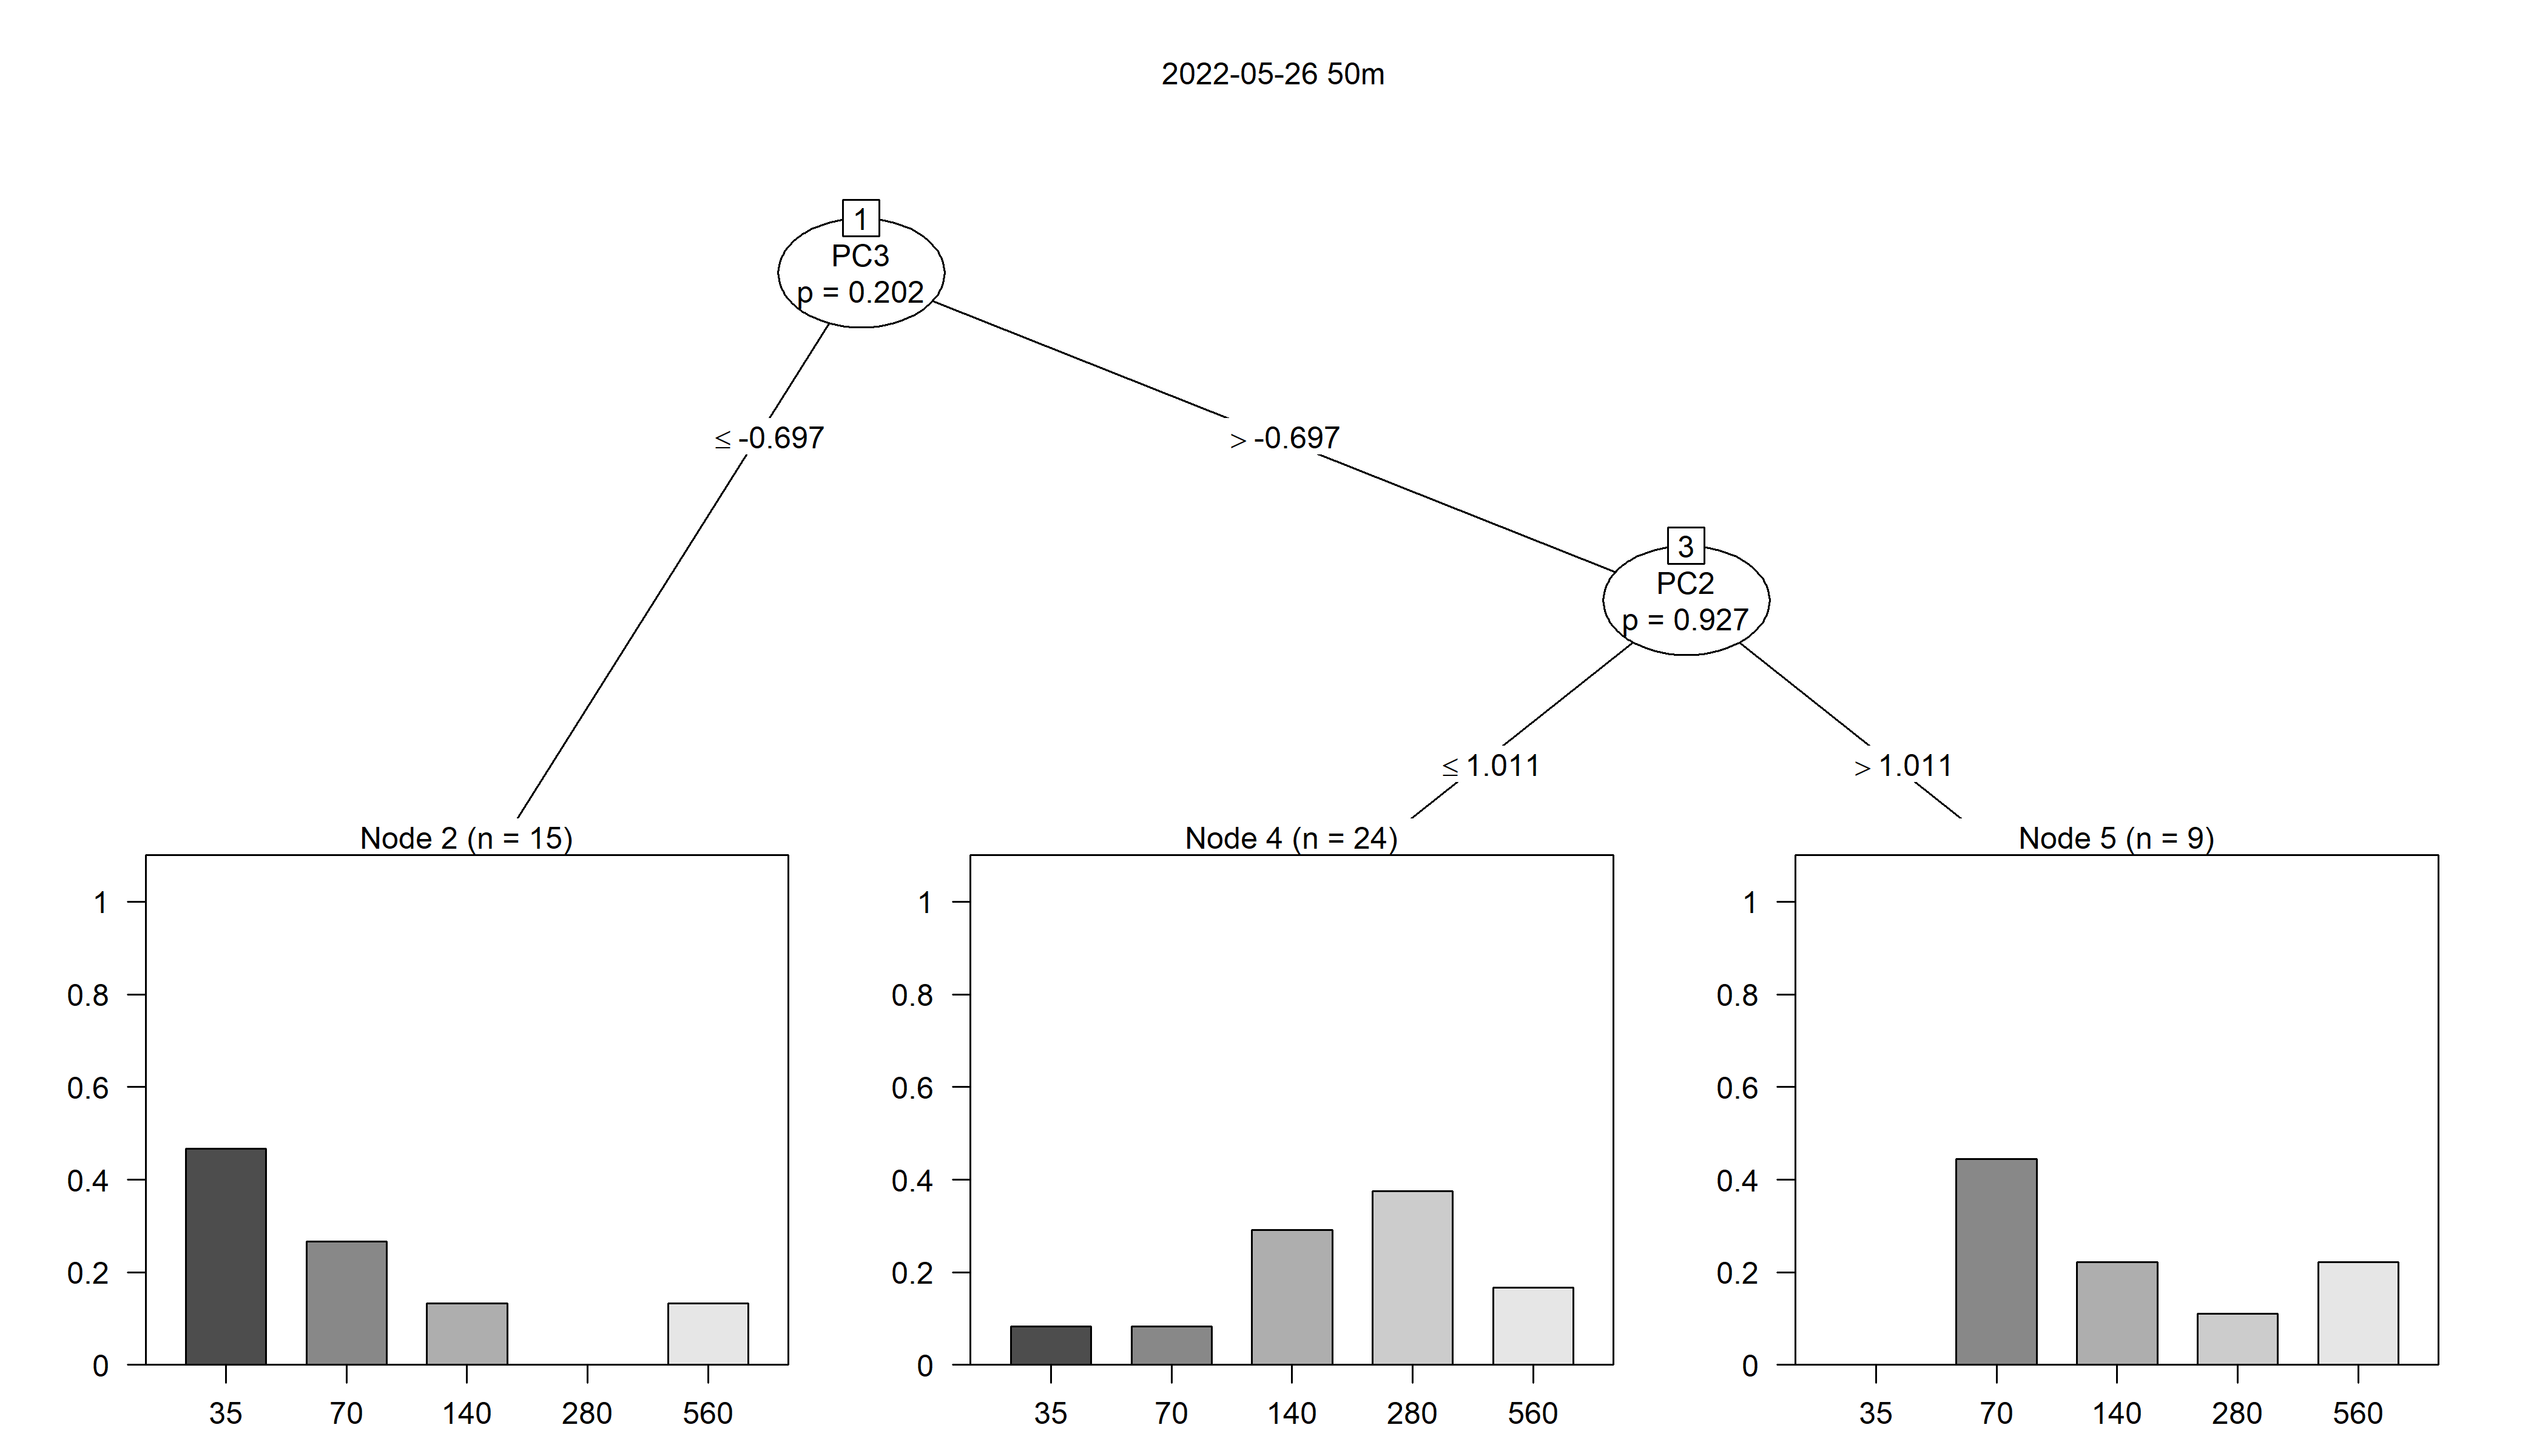 2022-05-26 50m
1
PC3
p = 0.202
≤ -0.697
> -0.697
3
PC2
p = 0.927
≤ 1.011
> 1.011
Node 2 (n = 15)
1
0.8
0.6
0.4
0.2
0
35 70 140 280 560
Node 4 (n = 24)
1
0.8
0.6
0.4
0.2
0
35 70 140 280 560
Node 5 (n = 9)
1
0.8
0.6
0.4
0.2
0
35 70 140 280 560